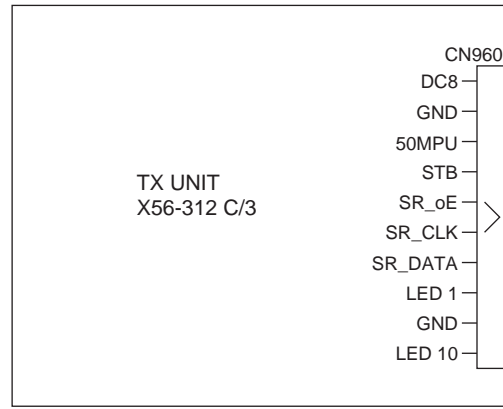 CN960
DC8
GND
50MPU
STB
SR_oE
TX UNIT
X56-312 C/3
SR_CLK
SR_DATA
LED 1
GND
LED 10